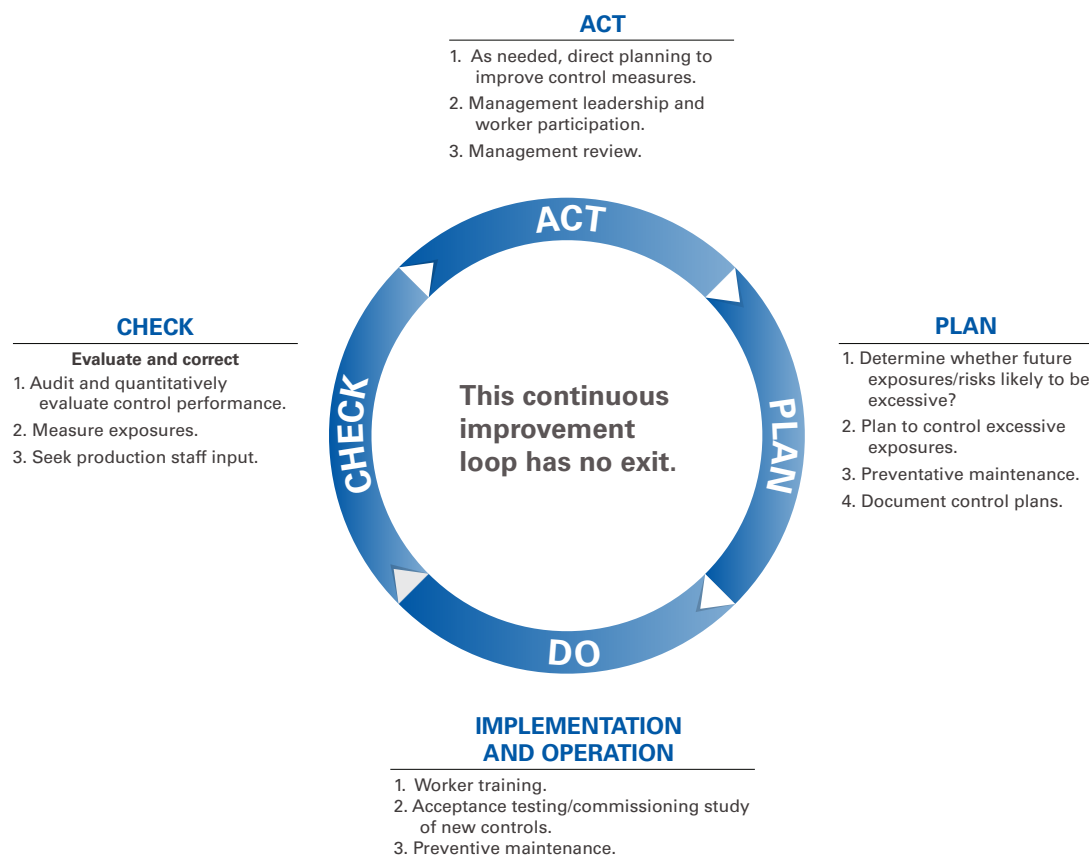 ACT
1. As needed, direct planning to
improve control measures.
2. Management leadership and
worker participation.
3. Management review.
ACT
CHECK
Evaluate and correct
1. Audit and quantitatively
evaluate control performance.
2. Measure exposures.
3. Seek production staff input.
CHECK
This continuous
improvement
loop has no exit.
PLAN
PLAN
1. Determine whether future
exposures/risks likely to be
excessive?
2. Plan to control excessive
exposures.
3. Preventative maintenance.
4. Document control plans.
DO
IMPLEMENTATION
AND OPERATION
1. Worker training.
2. Acceptance testing/commissioning study
of new controls.
3. Preventive maintenance.